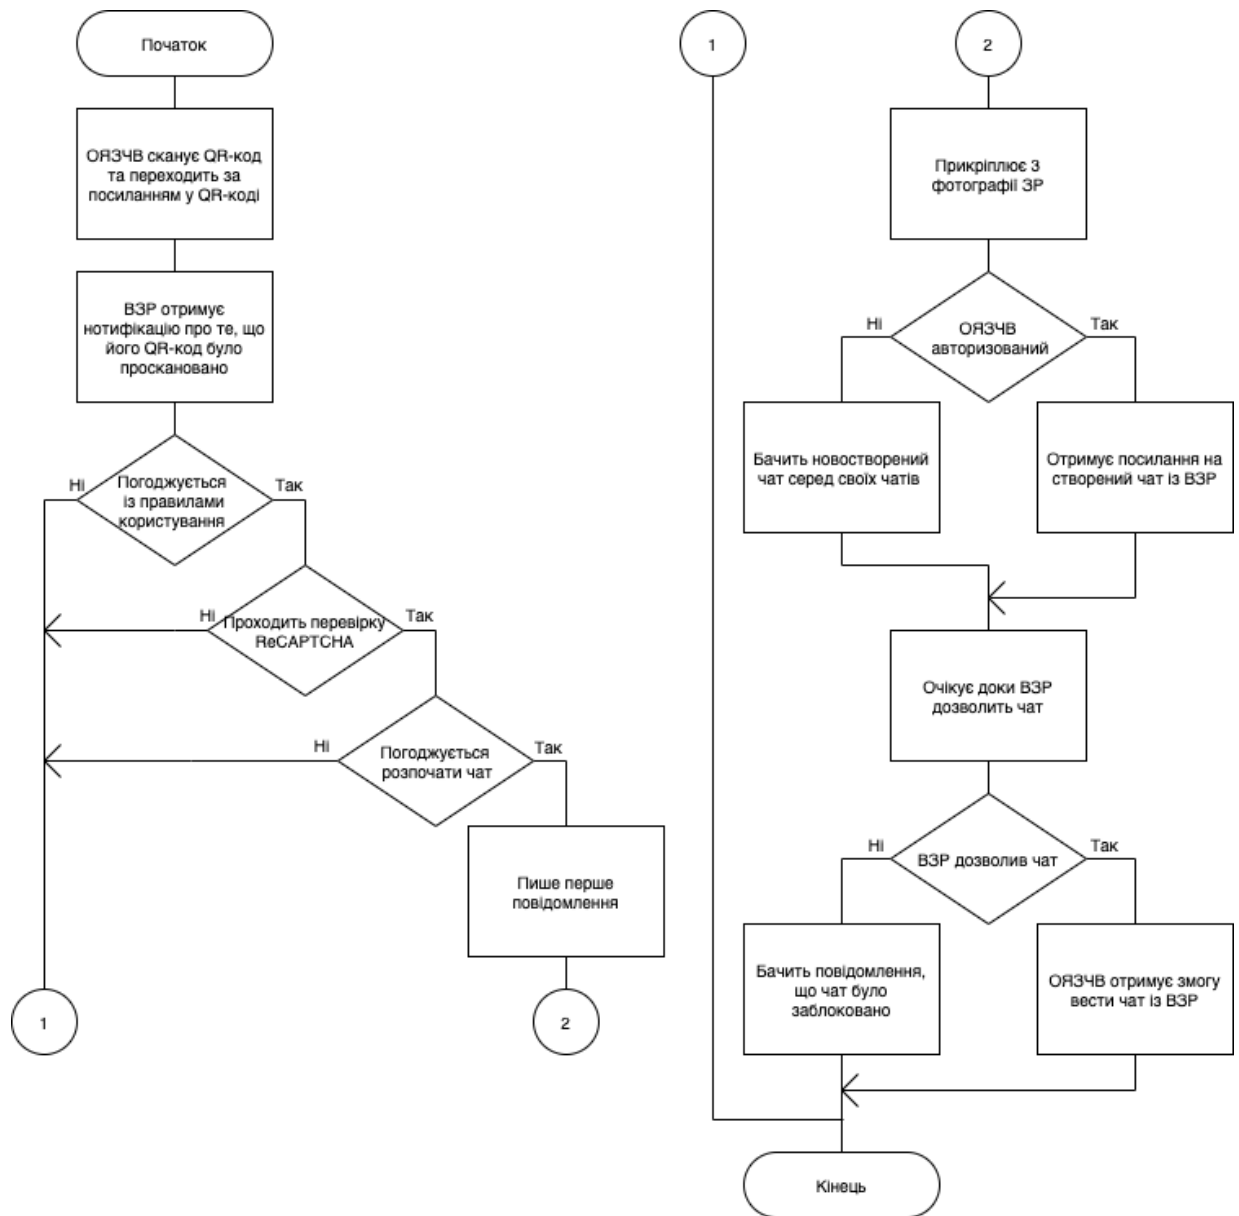 Початок
ОЯЗЧВ сканує QR-код
та переходить за
посиланням у QR-коді
ВЗР отримує
нотифікацію про те, що
його QR-код було
проскановано
Ні
Погоджується
із правилами
користування
Так
Ні
Проходить перевірку
ReCAPTCHA
Так
Ні
Погоджується
розпочати чат
Так
Пише перше
повідомлення
1
2
1
2
Прикріплює 3
фотографії ЗР
Ні
ОЯЗЧВ
авторизований
Так
Бачить новостворений
чат серед своїх чатів
Отримує посилання на
створений чат із ВЗР
Очікує доки ВЗР
дозволить чат
Ні
ВЗР дозволив чат
Так
Бачить повідомлення,
що чат було
заблоковано
ОЯЗЧВ отримує змогу
вести чат із ВЗР
Кінець